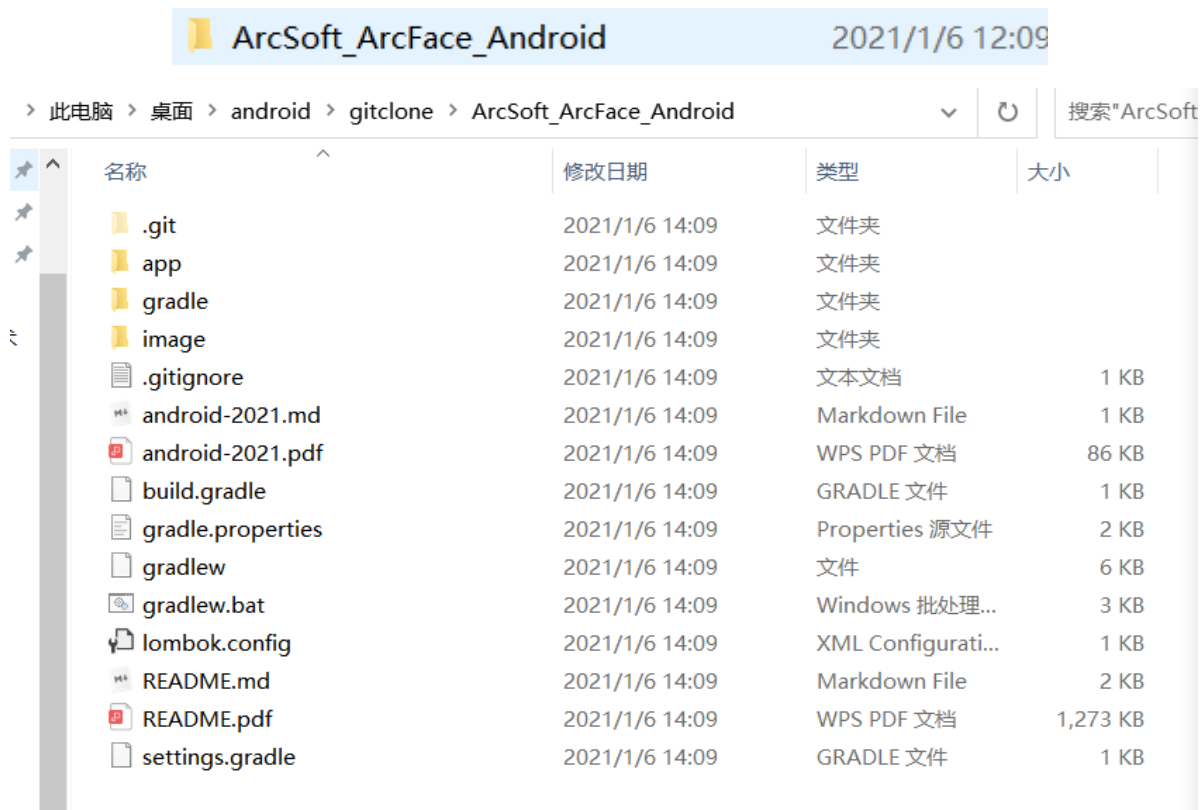 ArcSoft_ArcFace_Android 2021/1/6 12:09
此电脑 > 桌面 > android > gitclone > ArcSoft_ArcFace_Android 搜索"ArcSoft
名称 修改日期 类型 大小
.git 2021/1/6 14:09 文件夹
app 2021/1/6 14:09 文件夹
gradle 2021/1/6 14:09 文件夹
image 2021/1/6 14:09 文件夹
.gitignore 2021/1/6 14:09 文本文档 1 KB
android-2021.md 2021/1/6 14:09 Markdown File 1 KB
android-2021.pdf 2021/1/6 14:09 WPS PDF 文档 86 KB
build.gradle 2021/1/6 14:09 GRADLE 文件 1 KB
gradle.properties 2021/1/6 14:09 Properties 源文件 2 KB
gradlew 2021/1/6 14:09 文件 6 KB
gradlew.bat 2021/1/6 14:09 Windows 批处理... 3 KB
lombok.config 2021/1/6 14:09 XML Configurati... 1 KB
README.md 2021/1/6 14:09 Markdown File 2 KB
README.pdf 2021/1/6 14:09 WPS PDF 文档 1,273 KB
settings.gradle 2021/1/6 14:09 GRADLE 文件 1 KB